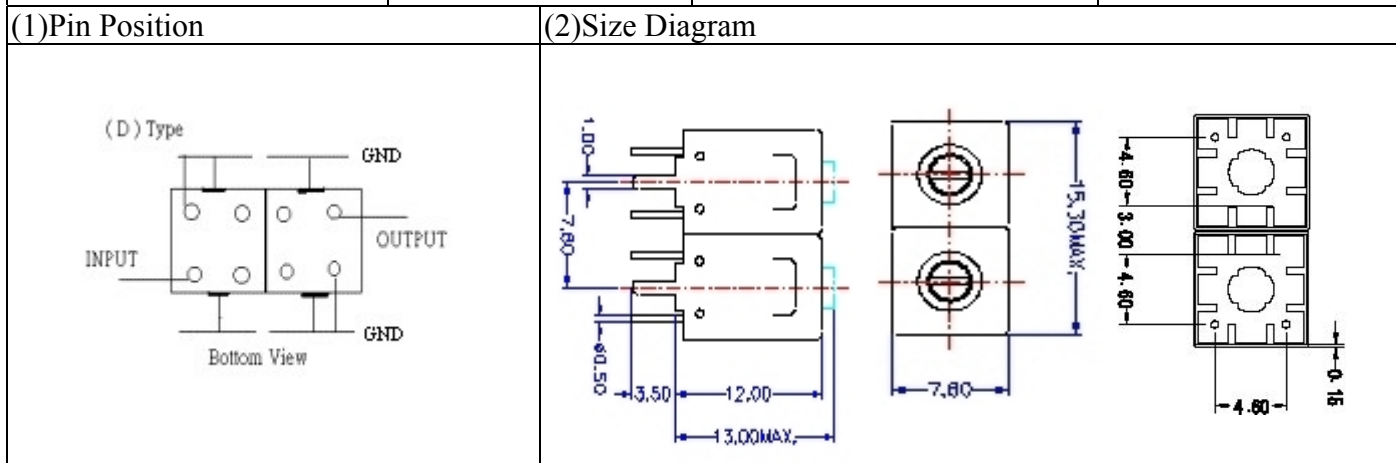 (1)Pin Position
(2)Size Diagram
(D) Type
GND
OUTPUT
INPUT
GND
Bottom View
1.00
7.60
ø0.50
3.50
12.00
13.00MAX.
15.30MAX.
7.60
4.60
3.00
4.60
0.15
4.60